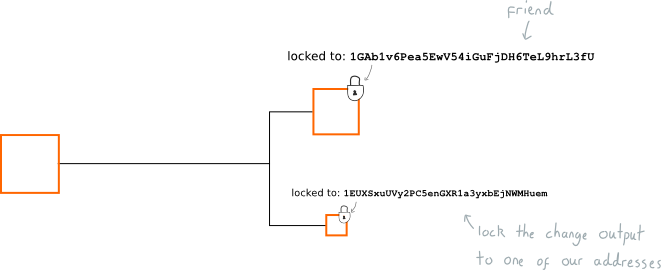 Friend
locked to: 1GAb1v6Pea5EwV54iGuFjDH6TeL9hrL3fU
locked to: 1EUXSxuUVy2PC5enGXR1a3yxbEjNWMHuem
lock the change output
to one of our addresses